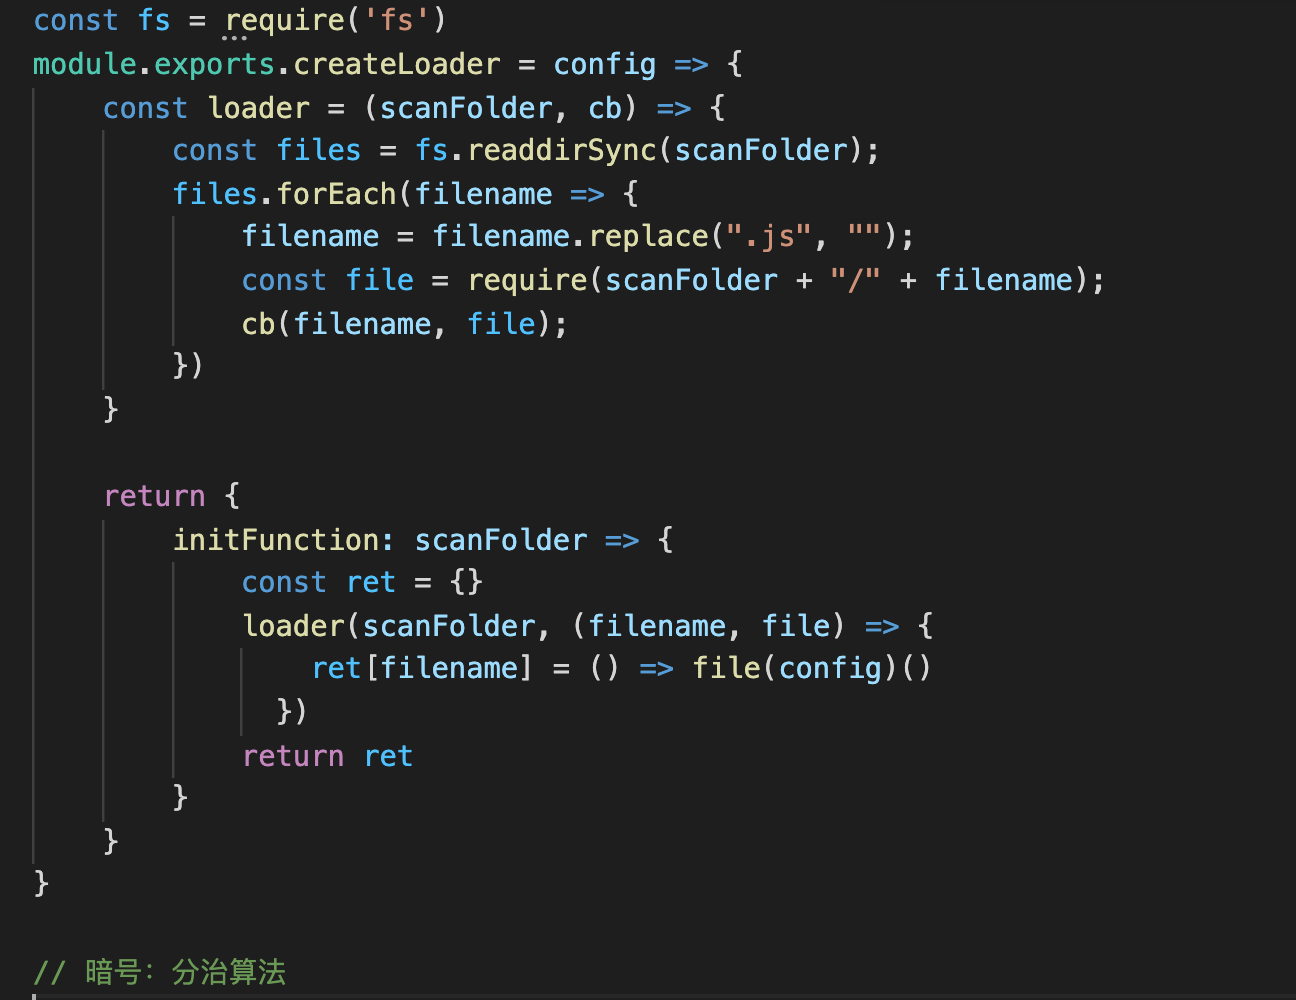 const fs = require('fs')
module.exports.createLoader = config => {
    const loader = (scanFolder, cb) => {
        const files = fs.readdirSync(scanFolder);
        files.forEach(filename => {
            filename = filename.replace(".js", "");
            const file = require(scanFolder + "/" + filename);
            cb(filename, file);
        })
    }

    return {
        initFunction: scanFolder => {
            const ret = {}
            loader(scanFolder, (filename, file) => {
                ret[filename] = () => file(config)()
              })
            return ret
        }
    }
}

// 暗号：分治算法